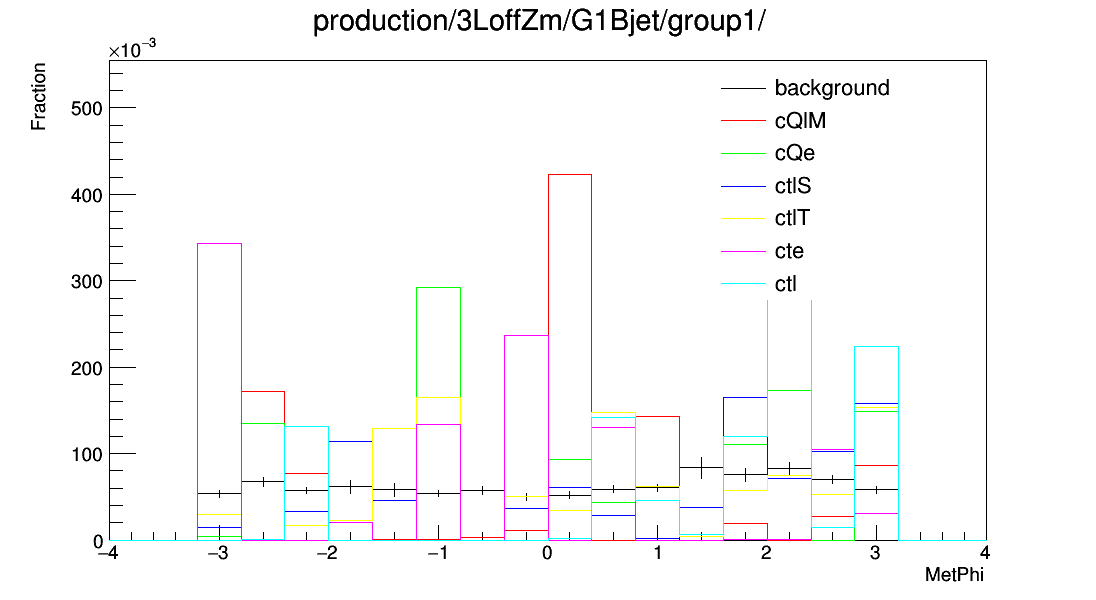 production/3LoffZm/G1Bjet/group1/
×10⁻³
Fraction
500
400
300
200
100
0
background
cQlM
cQe
ctlS
ctlT
cte
ctl
−4 −3 −2 −1 0 1 2 3 4
MetPhi